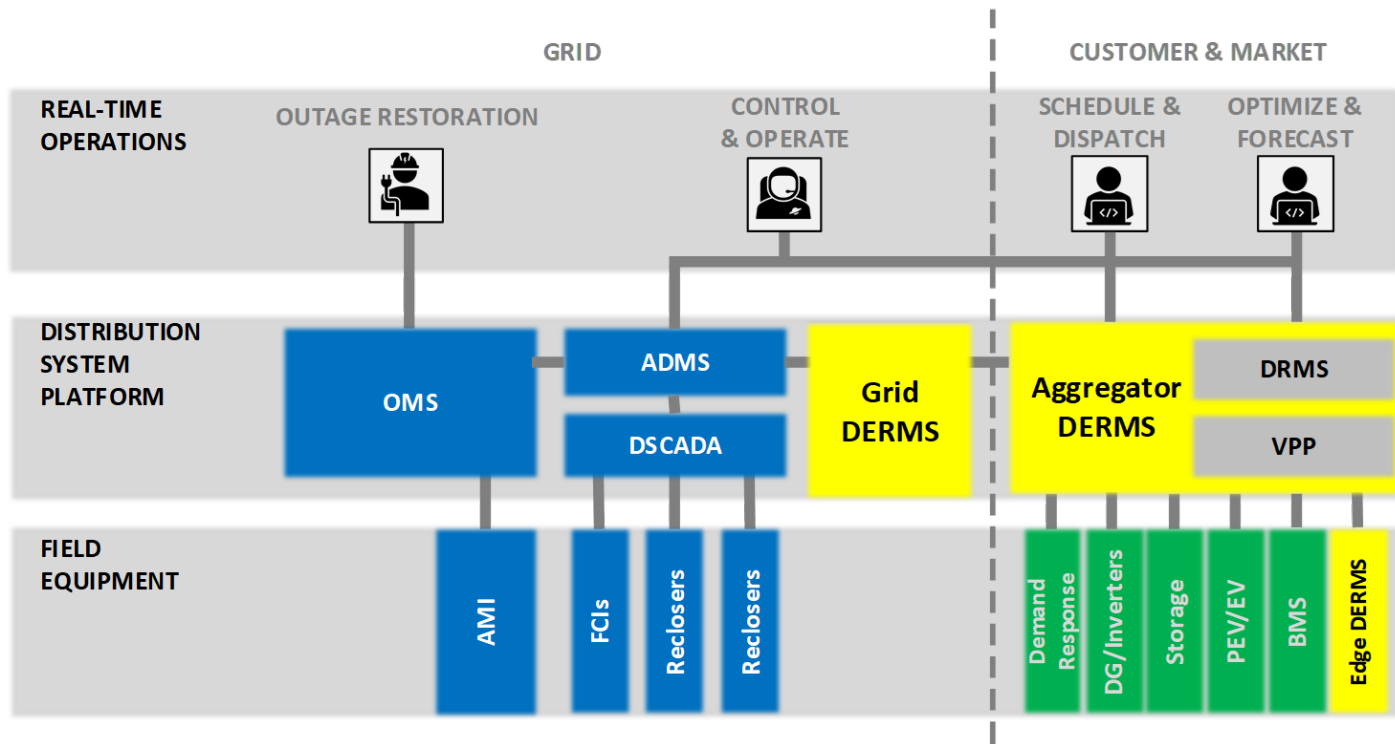 GRID
CUSTOMER & MARKET
REAL-TIME
OPERATIONS
OUTAGE RESTORATION
CONTROL
& OPERATE
SCHEDULE &
DISPATCH
OPTIMIZE &
FORECAST
</>
</>
DISTRIBUTION
SYSTEM
PLATFORM
OMS
ADMS
DSCADA
Grid
DERMS
Aggregator
DERMS
DRMS
VPP
FIELD
EQUIPMENT
AMI
FCIs
Reclosers
Reclosers
Demand
Response
DG/Inverters
Storage
PEV/EV
BMS
Edge DERMS